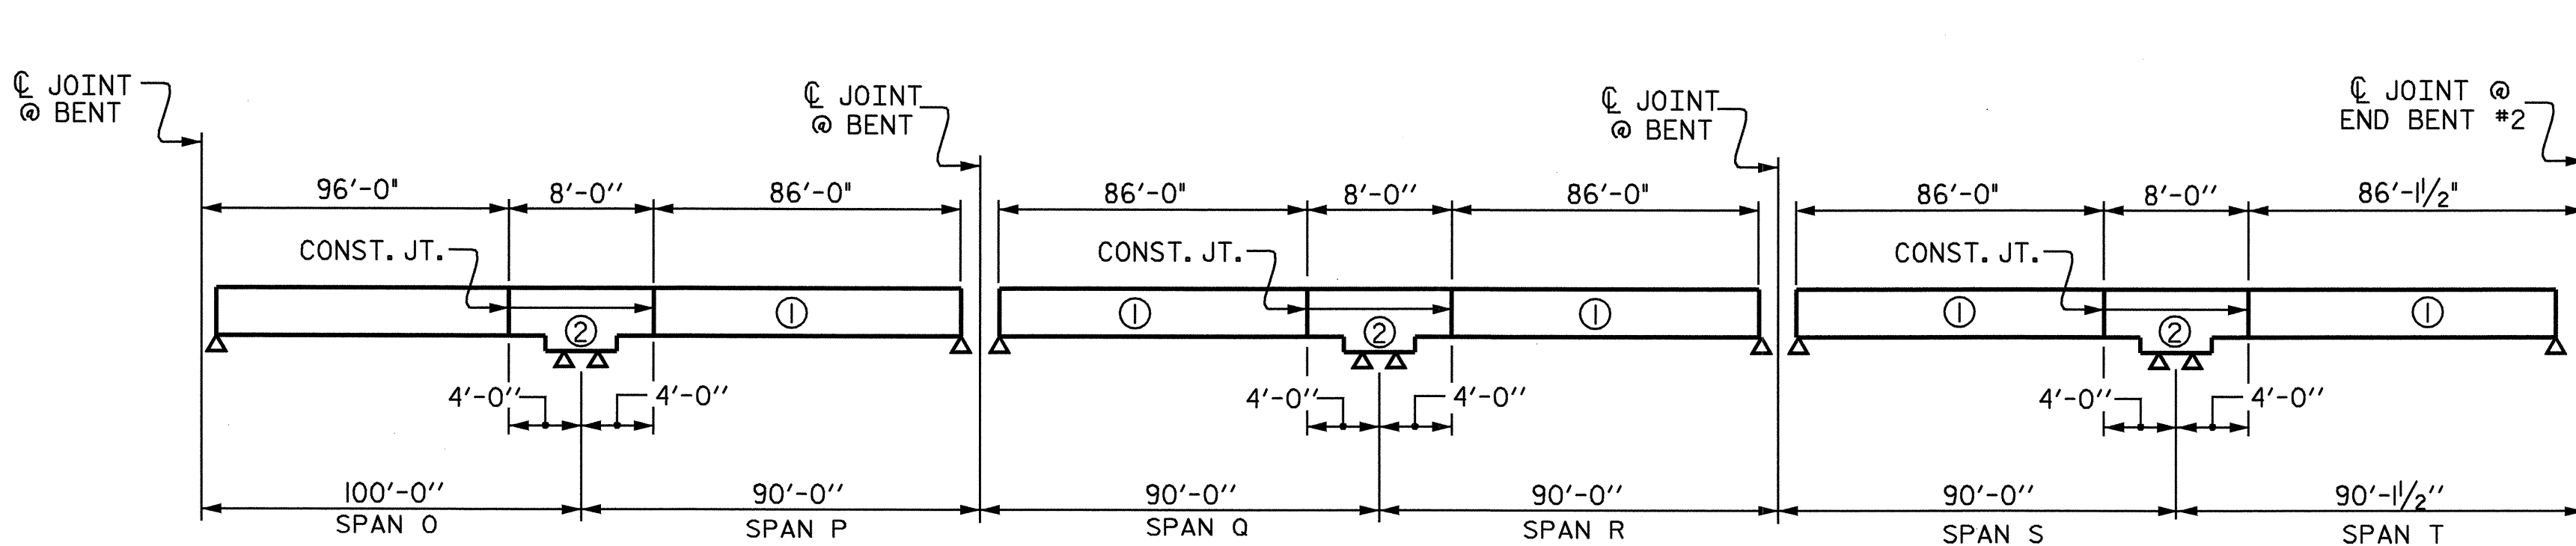 ℄ JOINT
@ BENT
℄ JOINT
@ BENT
℄ JOINT
@ BENT
℄ JOINT @
END BENT #2
96'-0" 8'-0'' 86'-0" 86'-0" 8'-0'' 86'-0" 86'-0" 8'-0'' 86'-1½"
CONST. JT. CONST. JT. CONST. JT.
2 1 1 2 1 1 2 1
4'-0'' 4'-0'' 4'-0'' 4'-0'' 4'-0'' 4'-0''
100'-0'' 90'-0'' 90'-0'' 90'-0'' 90'-0'' 90'-1½''
SPAN O SPAN P SPAN Q SPAN R SPAN S SPAN T